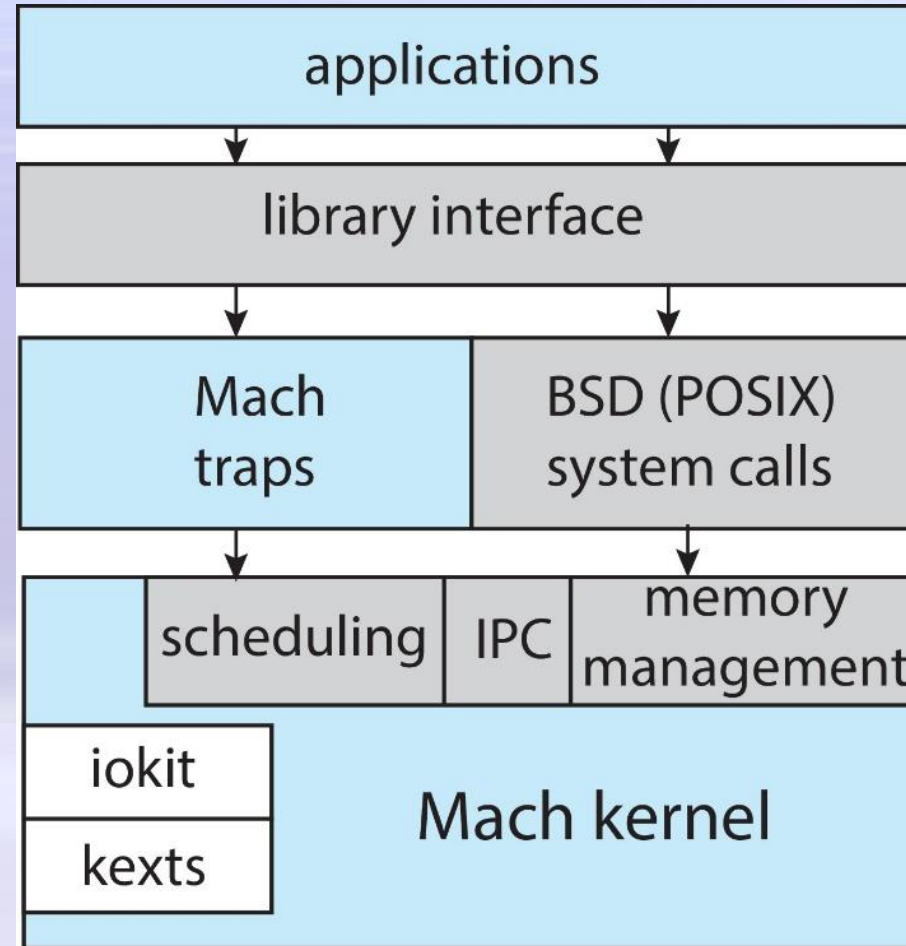 applications
library interface
Mach
traps
BSD (POSIX)
system calls
scheduling
IPC
memory
management
iokit
kexts
Mach kernel